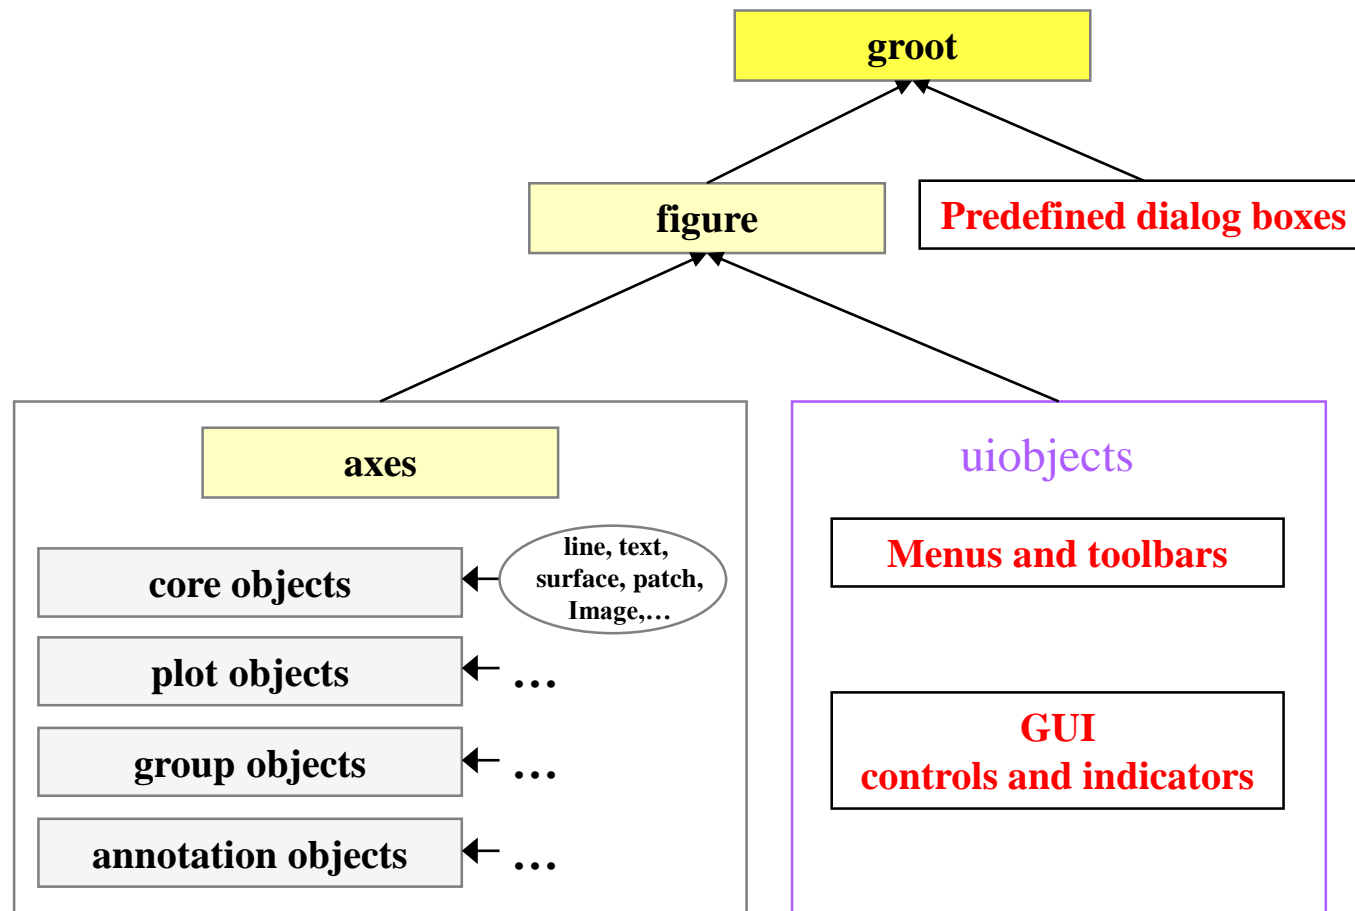 groot
figure
Predefined dialog boxes
axes
line, text,
surface, patch,
Image,…
core objects
plot objects
…
group objects
…
annotation objects
…
uiobjects
Menus and toolbars
GUI
controls and indicators